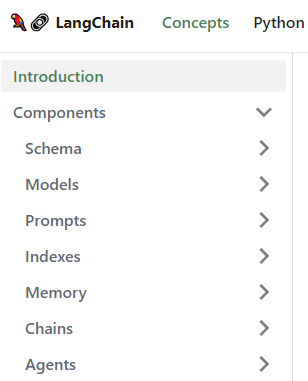 LangChain Concepts Python
Introduction
Components
Schema
Models
Prompts
Indexes
Memory
Chains
Agents